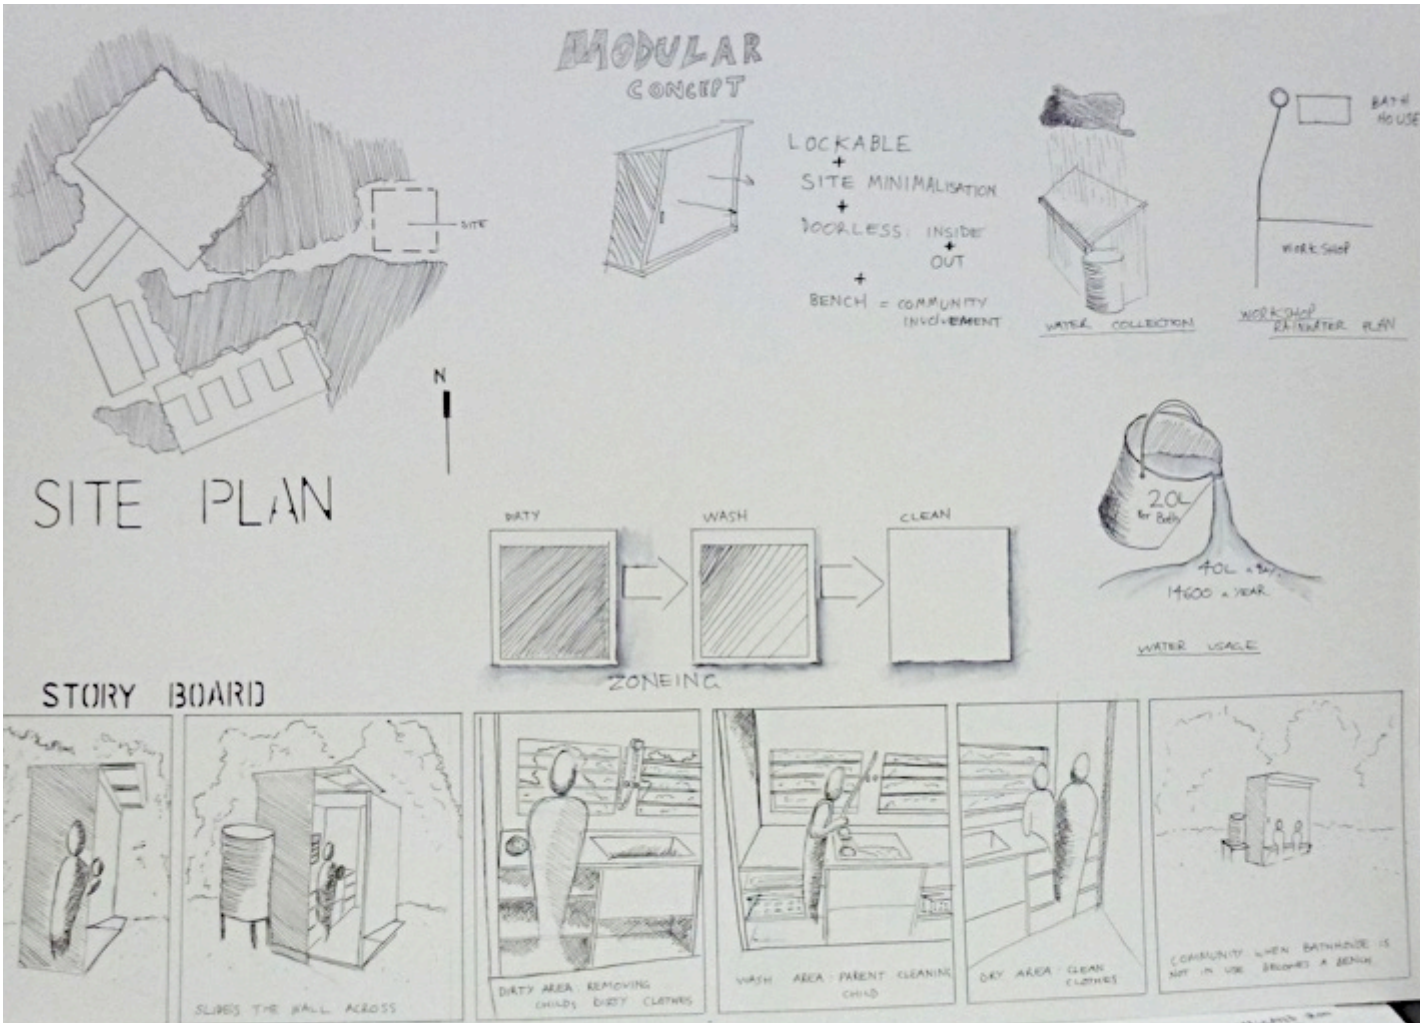 MODULAR
CONCEPT
LOCKABLE
+
SITE MINIMALISATION
+
DOORLESS: INSIDE
+
OUT
+
BENCH = COMMUNITY
INVOLVEMENT
WATER COLLECTION
BATH
HOUSE
WORKSHOP
WORKSHOP
RAINWATER PLAN
SITE
N
SITE PLAN
20L
Per Bath
40L a Day.
14600 a YEAR
WATER USAGE
DIRTY
WASH
CLEAN
ZONEING
STORY BOARD
SLIDES THE WALL ACROSS
DIRTY AREA: REMOVING
CHILDS DIRTY CLOTHES
WASH AREA: PARENT CLEANING
CHILD
DRY AREA: CLEAN
CLOTHES
COMMUNITY WHEN BATHHOUSE IS
NOT IN USE BECOMES A BENCH